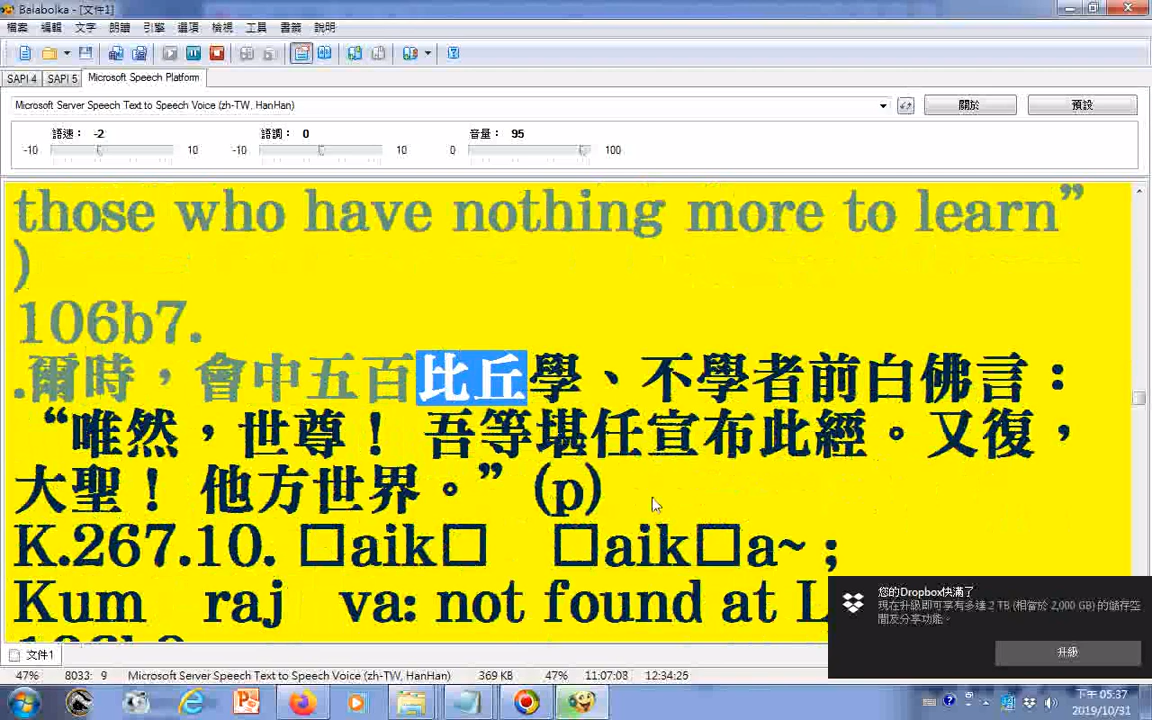 Balabolka - [文件1]
檔案 編輯 文字 朗讀 引擎 選項 檢視 工具 書籤 說明
SAPI 4 SAPI 5 Microsoft Speech Platform
Microsoft Server Speech Text to Speech Voice (zh-TW, HanHan) 關於 預設
語速： -2 語調： 0 音量： 95
-10 10 -10 10 0 100
those who have nothing more to learn”
)
106b7.
.爾時，會中五百比丘學、不學者前白佛言：
“唯然，世尊！ 吾等堪任宣布此經。又復，
大聖！ 他方世界。” (p)
K.267.10. □aik□ □aik□a~ ;
Kum raj va: not found at L
您的Dropbox快滿了
現在升級即可享有多達 2 TB (相當於 2,000 GB) 的儲存空
間及分享功能。
升級
文件1
47% 8033: 9 Microsoft Server Speech Text to Speech Voice (zh-TW, HanHan) 369 KB 47% 11:07:08 12:34:25
下午 05:37
2019/10/31